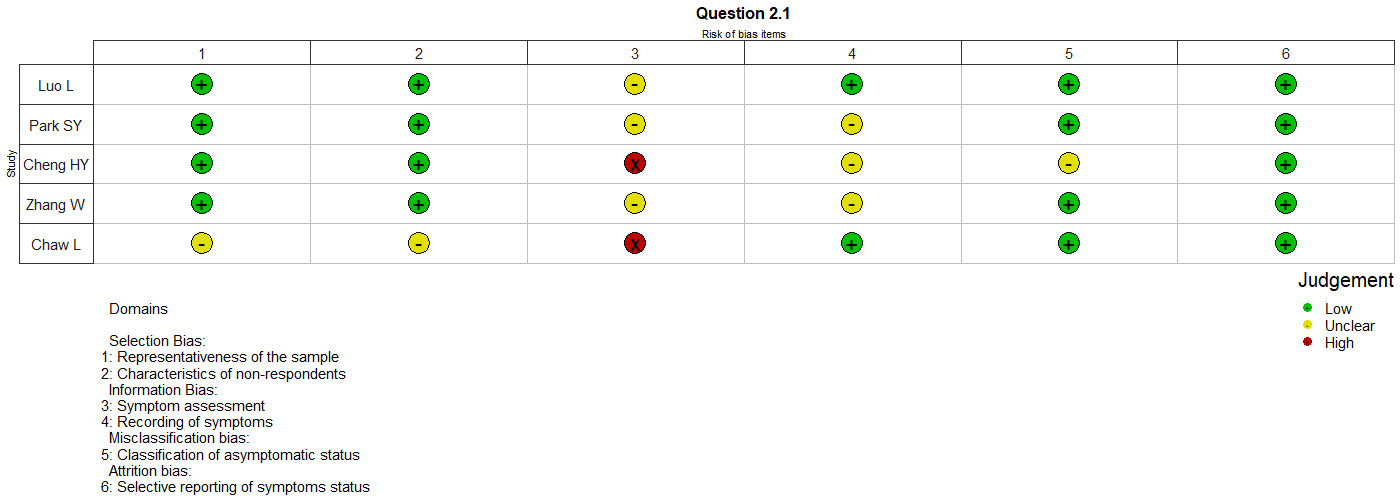 Question 2.1
Risk of bias items
1 2 3 4 5 6
Study
Luo L + + - + + +
Park SY + + - - + +
Cheng HY + + x - - +
Zhang W + + - - + +
Chaw L - - x + + +
Judgement
Low
Unclear
High
Domains
Selection Bias:
1: Representativeness of the sample
2: Characteristics of non-respondents
Information Bias:
3: Symptom assessment
4: Recording of symptoms
Misclassification bias:
5: Classification of asymptomatic status
Attrition bias:
6: Selective reporting of symptoms status